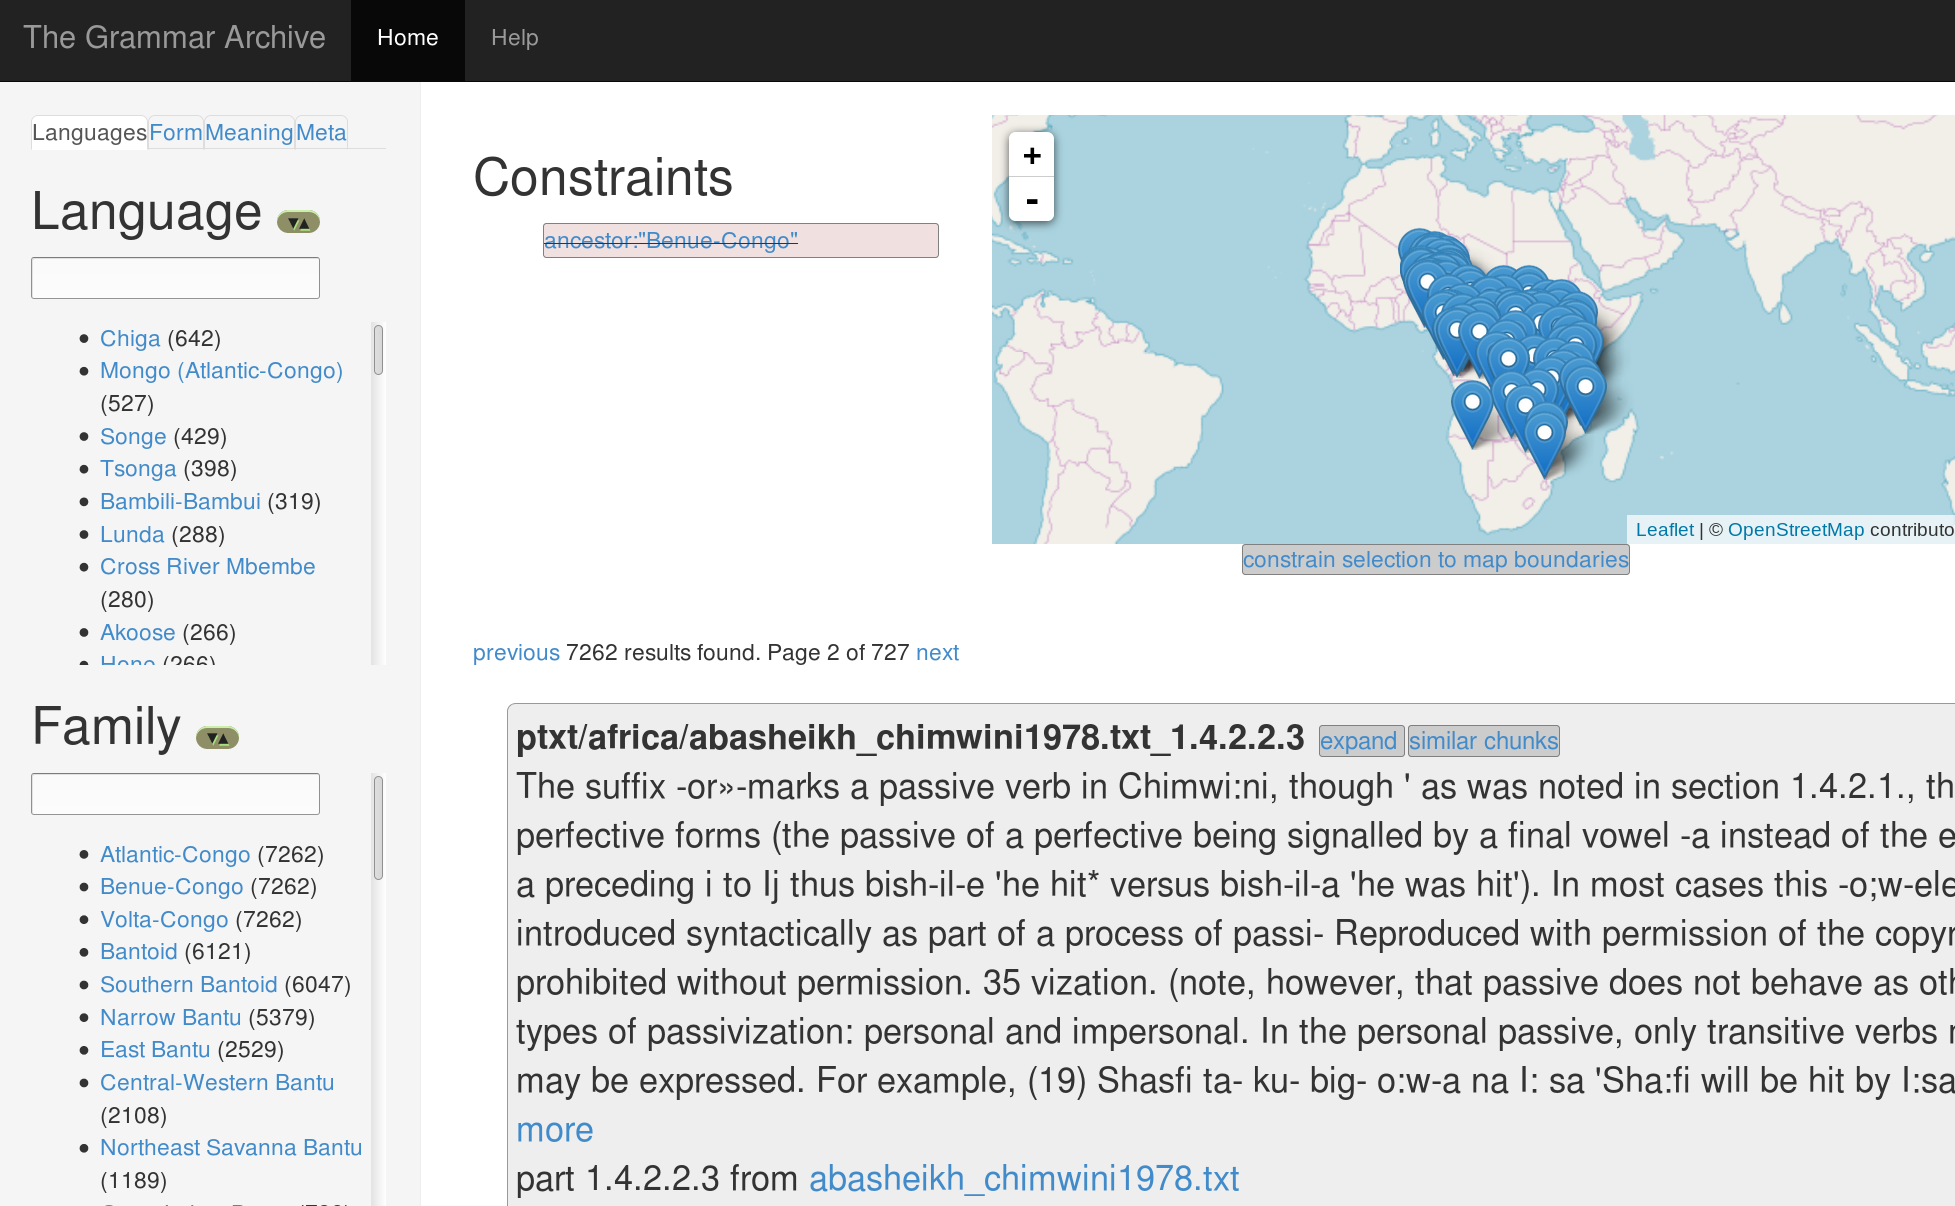 The Grammar Archive Home Help
Languages Form Meaning Meta
Language ▼▲
Chiga (642)
Mongo (Atlantic-Congo)
(527)
Songe (429)
Tsonga (398)
Bambili-Bambui (319)
Lunda (288)
Cross River Mbembe
(280)
Akoose (266)
(266)
Family ▼▲
Atlantic-Congo (7262)
Benue-Congo (7262)
Volta-Congo (7262)
Bantoid (6121)
Southern Bantoid (6047)
Narrow Bantu (5379)
East Bantu (2529)
Central-Western Bantu
(2108)
Northeast Savanna Bantu
(1189)
Constraints
ancestor:"Benue-Congo"
+
-
Leaflet | © OpenStreetMap contributo
constrain selection to map boundaries
previous 7262 results found. Page 2 of 727 next
ptxt/africa/abasheikh_chimwini1978.txt_1.4.2.2.3 expand similar chunks
The suffix -or»-marks a passive verb in Chimwi:ni, though ' as was noted in section 1.4.2.1., th
perfective forms (the passive of a perfective being signalled by a final vowel -a instead of the e
a preceding i to Ij thus bish-il-e 'he hit* versus bish-il-a 'he was hit'). In most cases this -o;w-ele
introduced syntactically as part of a process of passi- Reproduced with permission of the copyr
prohibited without permission. 35 vization. (note, however, that passive does not behave as oth
types of passivization: personal and impersonal. In the personal passive, only transitive verbs
may be expressed. For example, (19) Shasfi ta- ku- big- o:w-a na I: sa 'Sha:fi will be hit by I:sa
more
part 1.4.2.2.3 from abasheikh_chimwini1978.txt